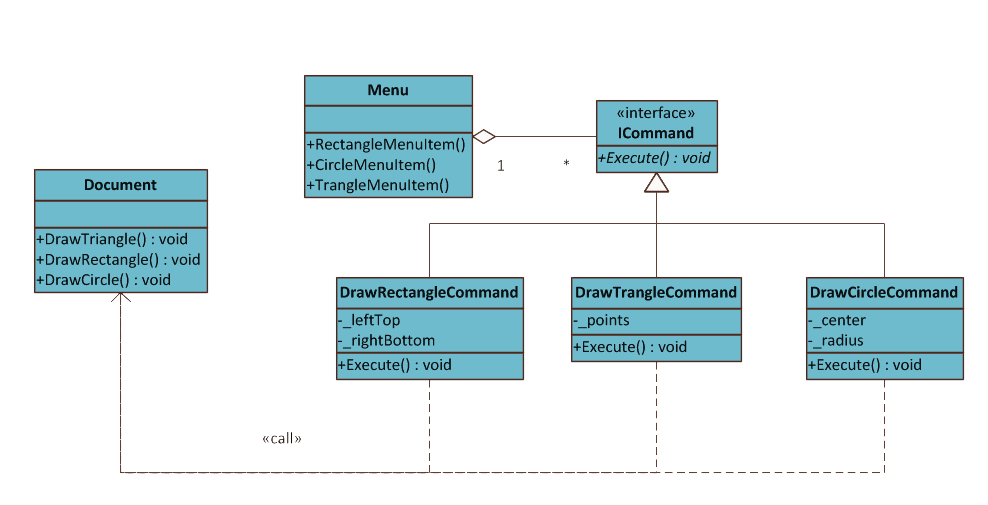 Menu
+RectangleMenuItem()
+CircleMenuItem()
+TrangleMenuItem()
1
*
«interface»
ICommand
+Execute() : void
Document
+DrawTriangle() : void
+DrawRectangle() : void
+DrawCircle() : void
DrawRectangleCommand
-_leftTop
-_rightBottom
+Execute() : void
DrawTrangleCommand
-_points
+Execute() : void
DrawCircleCommand
-_center
-_radius
+Execute() : void
«call»